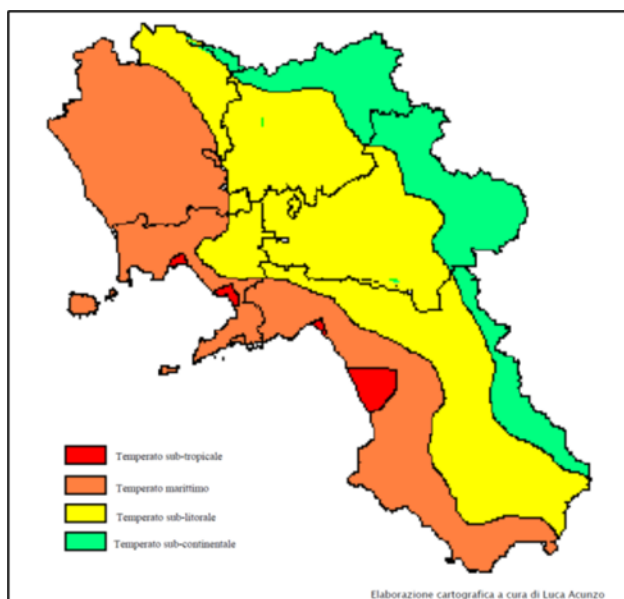 Temperato sub-tropicale
Temperato marittimo
Temperato sub-litorale
Temperato sub-continentale
Elaborazione cartografica a cura di Luca Acunzo